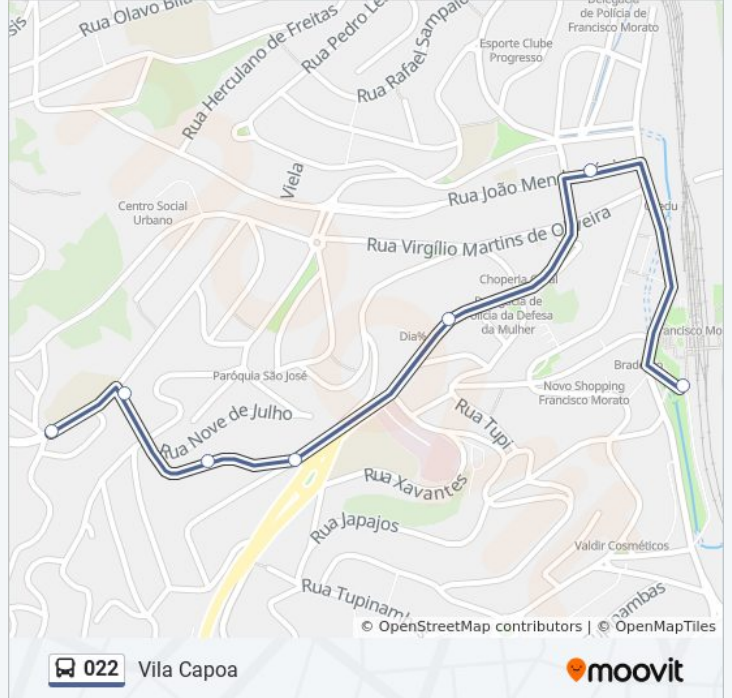 Rua Olavo
Rua Herculano de Freitas
Rua Pedro
Rua Rafael Sampaio
de Polícia de
Francisco Morato
Esporte Clube
Progresso
Viela
Centro Social
Urbano
Rua João
Rua Virgílio Martins de Oliveira
Choperia
de
Polícia da Defesa
da Mulher
Dia%
Paróquia São José
Novo Shopping
Francisco Morato
Rua Nove de Julho
Rua Tupi
Rua Xavantes
Rua Japajos
Valdir Cosméticos
© OpenStreetMap contributors | © OpenMapTiles
022 Vila Capoa
moovit